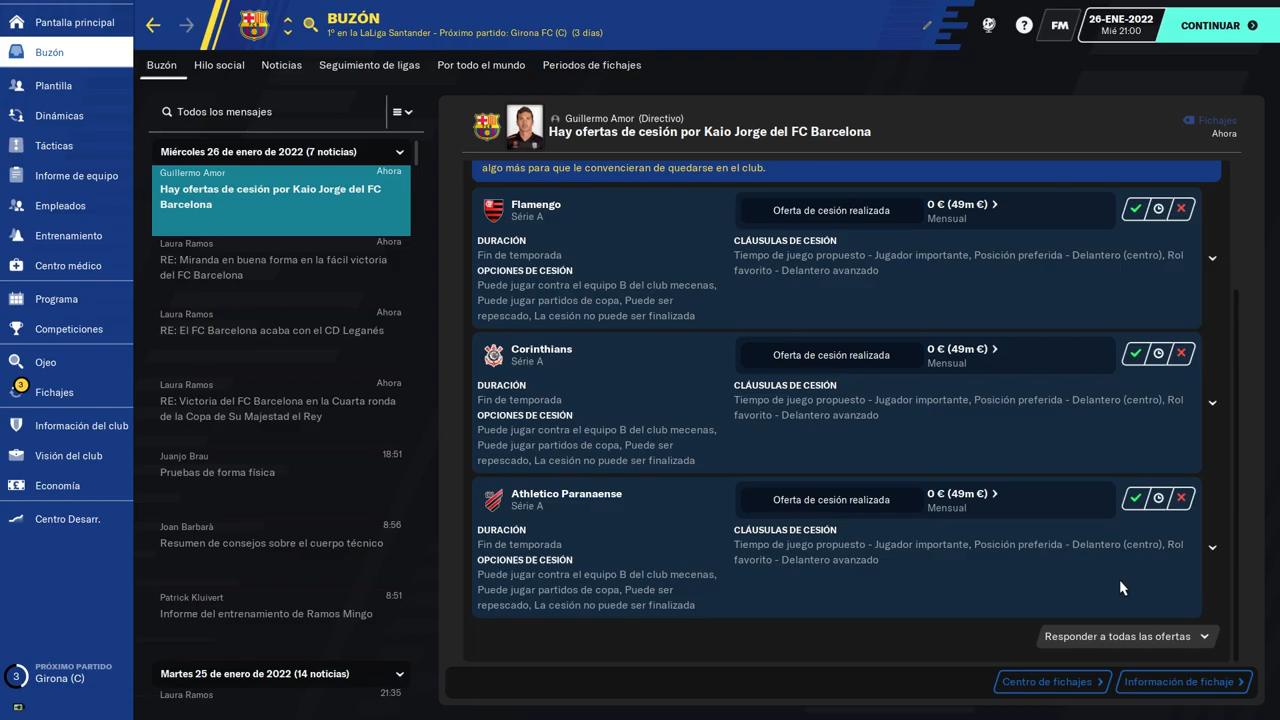 Pantalla principal
Buzón
Plantilla
Dinámicas
Tácticas
Informe de equipo
Empleados
Entrenamiento
Centro médico
Programa
Competiciones
Ojeo
3
Fichajes
Información del club
Visión del club
Economía
Centro Desarr.
3
PRÓXIMO PARTIDO
Girona (C)
BUZÓN
1º en la LaLiga Santander - Próximo partido: Girona FC (C) (3 días)
?
FM
26-ENE-2022
Mié 21:00
CONTINUAR
Buzón
Hilo social
Noticias
Seguimiento de ligas
Por todo el mundo
Periodos de fichajes
Todos los mensajes
Miércoles 26 de enero de 2022 (7 noticias)
Guillermo Amor
Ahora
Hay ofertas de cesión por Kaio Jorge del FC
Barcelona
Laura Ramos
Ahora
RE: Miranda en buena forma en la fácil victoria
del FC Barcelona
Laura Ramos
Ahora
RE: El FC Barcelona acaba con el CD Leganés
Laura Ramos
Ahora
RE: Victoria del FC Barcelona en la Cuarta ronda
de la Copa de Su Majestad el Rey
Juanjo Brau
18:51
Pruebas de forma física
Joan Barbarà
8:56
Resumen de consejos sobre el cuerpo técnico
Patrick Kluivert
8:51
Informe del entrenamiento de Ramos Mingo
Martes 25 de enero de 2022 (14 noticias)
Laura Ramos
21:35
Guillermo Amor (Directivo)
Hay ofertas de cesión por Kaio Jorge del FC Barcelona
Fichajes
Ahora
algo más para que le convencieran de quedarse en el club.
Flamengo
Série A
Oferta de cesión realizada
0 € (49m €)
Mensual
DURACIÓN
Fin de temporada
OPCIONES DE CESIÓN
Puede jugar contra el equipo B del club mecenas,
Puede jugar partidos de copa, Puede ser
repescado, La cesión no puede ser finalizada
CLÁUSULAS DE CESIÓN
Tiempo de juego propuesto - Jugador importante, Posición preferida - Delantero (centro), Rol
favorito - Delantero avanzado
Corinthians
Série A
Oferta de cesión realizada
0 € (49m €)
Mensual
DURACIÓN
Fin de temporada
OPCIONES DE CESIÓN
Puede jugar contra el equipo B del club mecenas,
Puede jugar partidos de copa, Puede ser
repescado, La cesión no puede ser finalizada
CLÁUSULAS DE CESIÓN
Tiempo de juego propuesto - Jugador importante, Posición preferida - Delantero (centro), Rol
favorito - Delantero avanzado
Athletico Paranaense
Série A
Oferta de cesión realizada
0 € (49m €)
Mensual
DURACIÓN
Fin de temporada
OPCIONES DE CESIÓN
Puede jugar contra el equipo B del club mecenas,
Puede jugar partidos de copa, Puede ser
repescado, La cesión no puede ser finalizada
CLÁUSULAS DE CESIÓN
Tiempo de juego propuesto - Jugador importante, Posición preferida - Delantero (centro), Rol
favorito - Delantero avanzado
Responder a todas las ofertas
Centro de fichajes
Información de fichaje